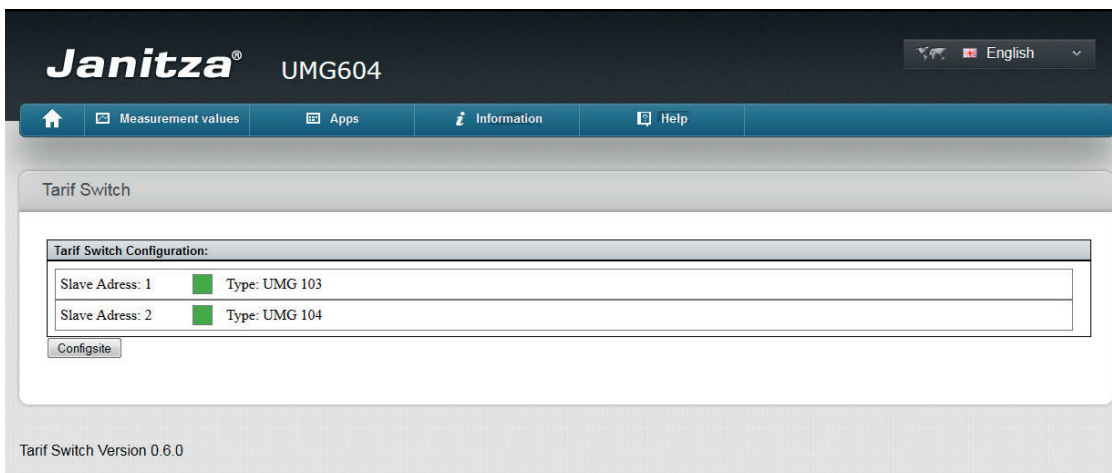 Janitza® UMG604
English
Measurement values Apps Information Help
Tarif Switch
Tarif Switch Configuration:
Slave Adress: 1 Type: UMG 103
Slave Adress: 2 Type: UMG 104
Configsite
Tarif Switch Version 0.6.0